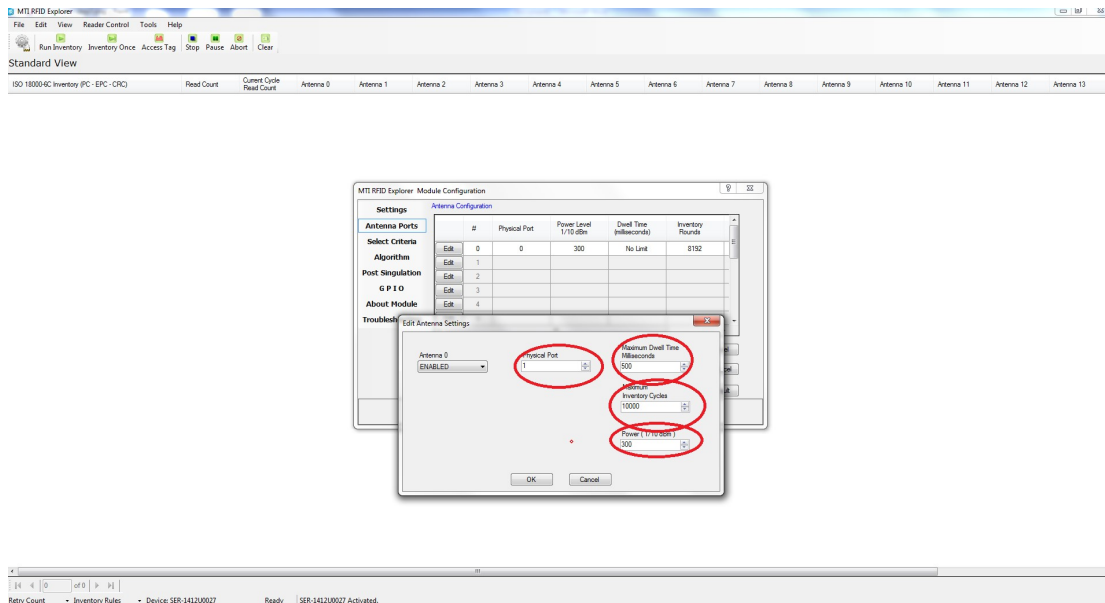 MTI RFID Explorer
File Edit View Reader Control Tools Help
Run Inventory Inventory Once Access Tag Stop Pause Abort Clear
Standard View
ISO 18000-6C Inventory (PC - EPC - CRC) Read Count Current Cycle Read Count Antenna 0 Antenna 1 Antenna 2 Antenna 3 Antenna 4 Antenna 5 Antenna 6 Antenna 7 Antenna 8 Antenna 9 Antenna 10 Antenna 11 Antenna 12 Antenna 13
MTI RFID Explorer Module Configuration
Settings
Antenna Ports
Select Criteria
Algorithm
Post Singulation
G P I O
About Module
Troublesh
Antenna Configuration
# Physical Port Power Level 1/10 dBm Dwell Time (milliseconds) Inventory Rounds
Edit 0 0 300 No Limit 8192
Edit 1
Edit 2
Edit 3
Edit 4
Edit Antenna Settings
Antenna 0
ENABLED
Physical Port
1
Maximum Dwell Time
Milliseconds
500
Maximum
Inventory Cycles
10000
Power ( 1/10 dBm )
300
OK Cancel
0 of 0
Retry Count Inventory Rules Device: SER-1412U0027 Ready SER-1412U0027 Activated.